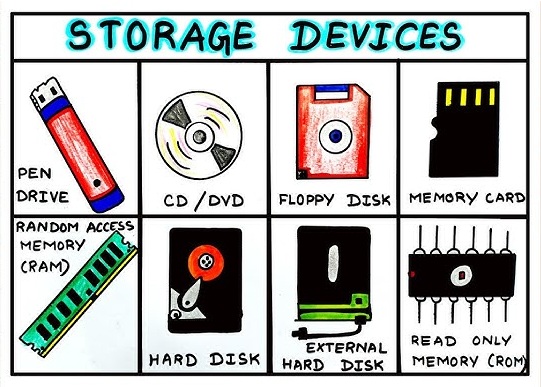 STORAGE DEVICES
PEN
DRIVE
CD/DVD
FLOPPY DISK
MEMORY CARD
RANDOM ACCESS
MEMORY
(RAM)
HARD DISK
EXTERNAL
HARD DISK
READ ONLY
MEMORY (ROM)